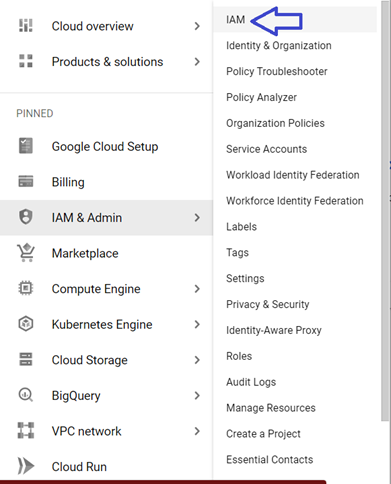 Cloud overview
Products & solutions
PINNED
Google Cloud Setup
Billing
IAM & Admin
Marketplace
Compute Engine
Kubernetes Engine
Cloud Storage
BigQuery
VPC network
Cloud Run
IAM
Identity & Organization
Policy Troubleshooter
Policy Analyzer
Organization Policies
Service Accounts
Workload Identity Federation
Workforce Identity Federation
Labels
Tags
Settings
Privacy & Security
Identity-Aware Proxy
Roles
Audit Logs
Manage Resources
Create a Project
Essential Contacts